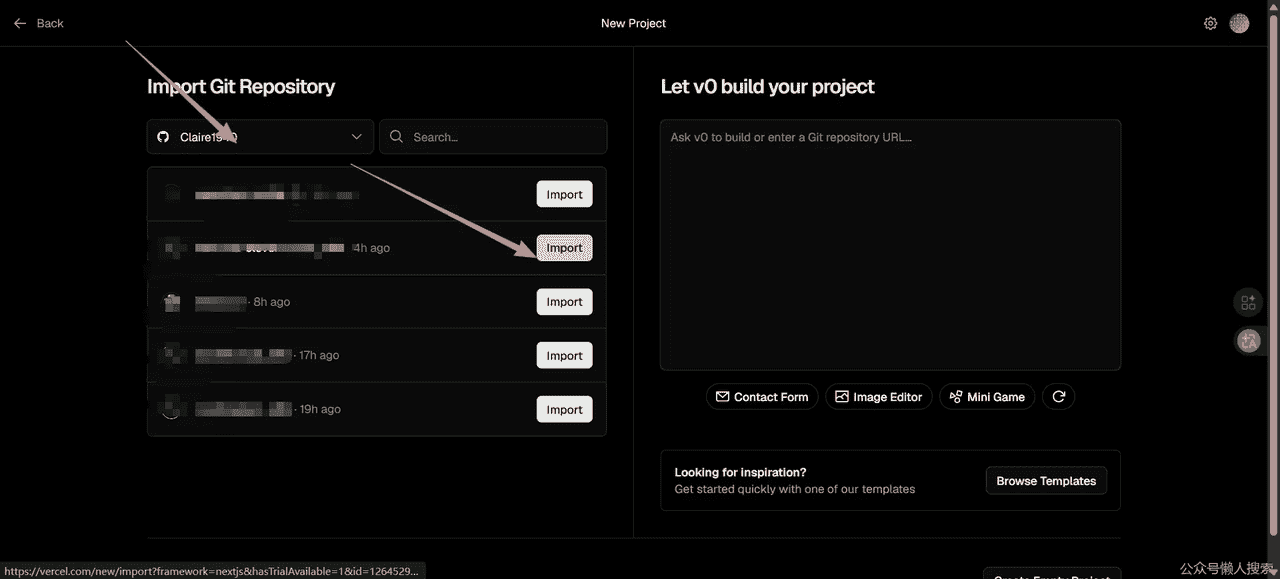 Back
New Project
Import Git Repository
Search...
Import
Import
4h ago
Import
· 8h ago
Import
· 17h ago
Import
· 19h ago
Let v0 build your project
Ask v0 to build or enter a Git repository URL...
Contact Form
Image Editor
Mini Game
Looking for inspiration?
Get started quickly with one of our templates
Browse Templates
Create Empty Project
https://vercel.com/new/import?framework=nextjs&hasTrialAvailable=1&id=1264529...
公众号懒人搜索